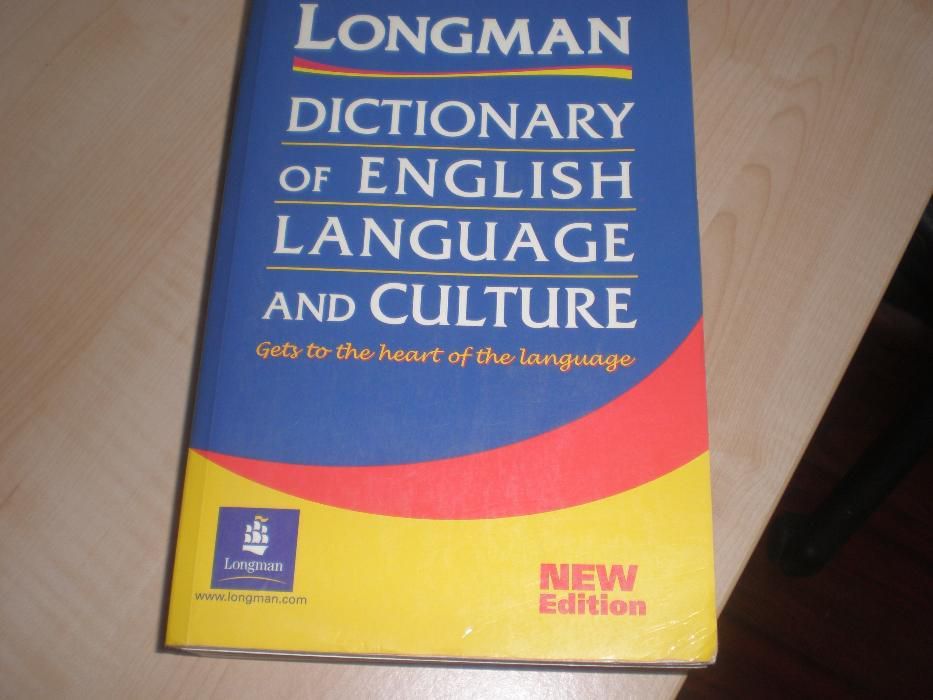 LONGMAN
DICTIONARY
OF ENGLISH
LANGUAGE
AND CULTURE
Gets to the heart of the language
Longman
www.longman.com
NEW
Edition